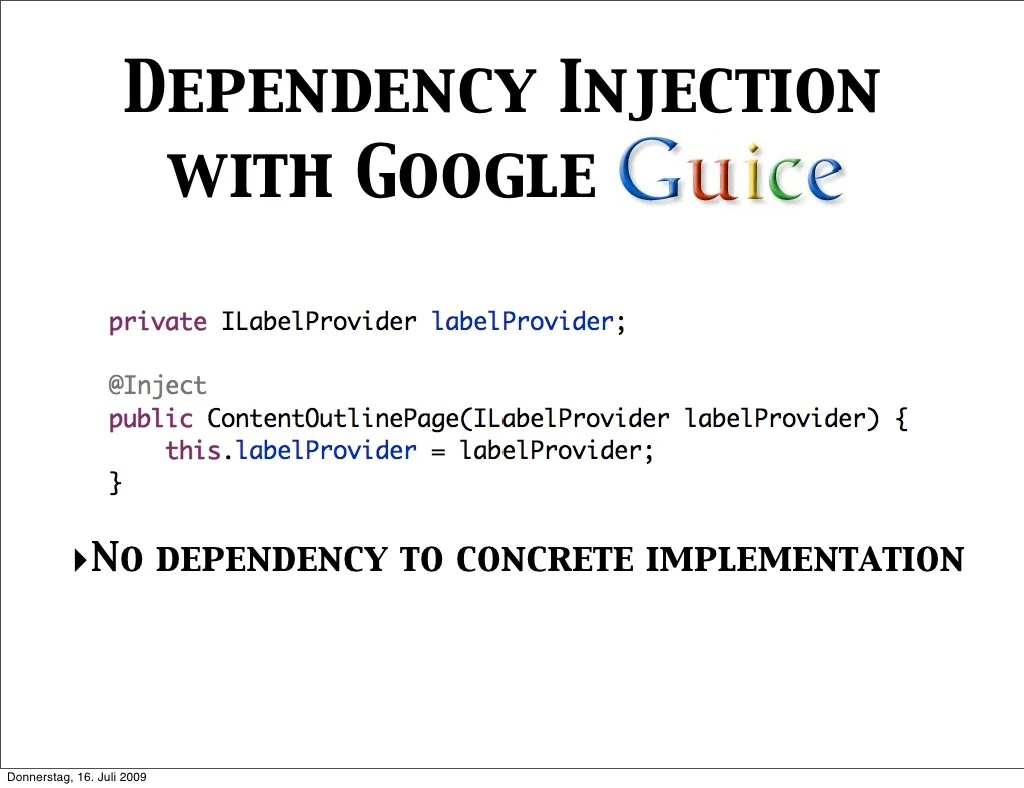 Dependency Injection
with Google Guice
private ILabelProvider labelProvider;
@Inject
public ContentOutlinePage(ILabelProvider labelProvider) {
    this.labelProvider = labelProvider;
}
‣No dependency to concrete implementation
Donnerstag, 16. Juli 2009